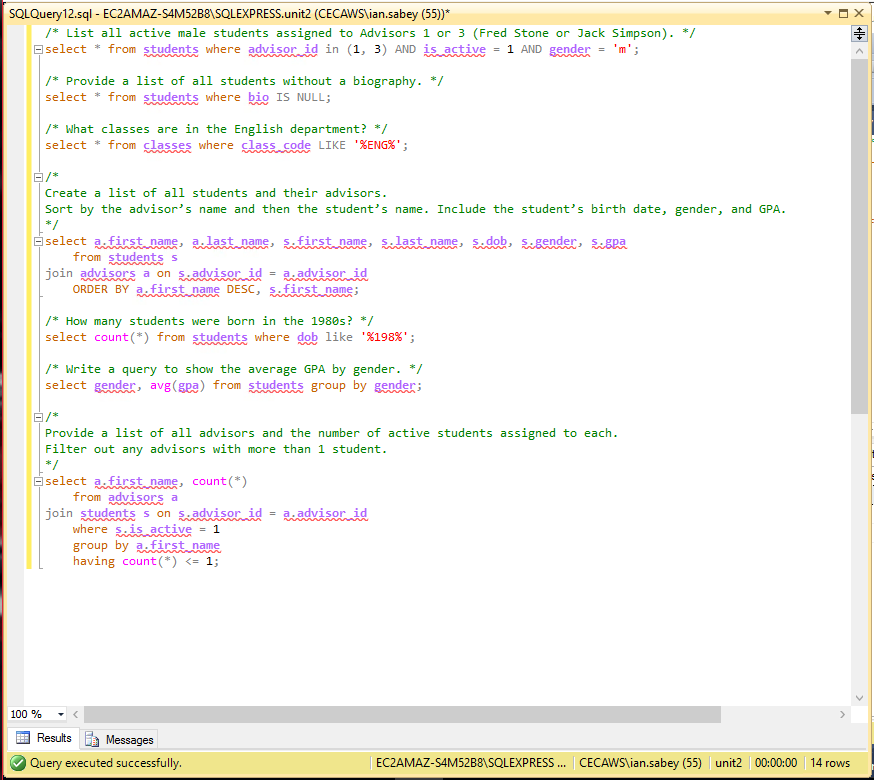 SQLQuery12.sql - EC2AMAZ-S4M52B8\SQLEXPRESS.unit2 (CECAWS\ian.sabey (55))*
/* List all active male students assigned to Advisors 1 or 3 (Fred Stone or Jack Simpson). */
select * from students where advisor_id in (1, 3) AND is_active = 1 AND gender = 'm';
/* Provide a list of all students without a biography. */
select * from students where bio IS NULL;
/* What classes are in the English department? */
select * from classes where class_code LIKE '%ENG%';
/*
Create a list of all students and their advisors.
Sort by the advisor’s name and then the student’s name. Include the student’s birth date, gender, and GPA.
*/
select a.first_name, a.last_name, s.first_name, s.last_name, s.dob, s.gender, s.gpa
from students s
join advisors a on s.advisor_id = a.advisor_id
ORDER BY a.first_name DESC, s.first_name;
/* How many students were born in the 1980s? */
select count(*) from students where dob like '%198%';
/* Write a query to show the average GPA by gender. */
select gender, avg(gpa) from students group by gender;
/*
Provide a list of all advisors and the number of active students assigned to each.
Filter out any advisors with more than 1 student.
*/
select a.first_name, count(*)
from advisors a
join students s on s.advisor_id = a.advisor_id
where s.is_active = 1
group by a.first_name
having count(*) <= 1;
100 %
Results Messages
Query executed successfully. EC2AMAZ-S4M52B8\SQLEXPRESS ... CECAWS\ian.sabey (55) unit2 00:00:00 14 rows